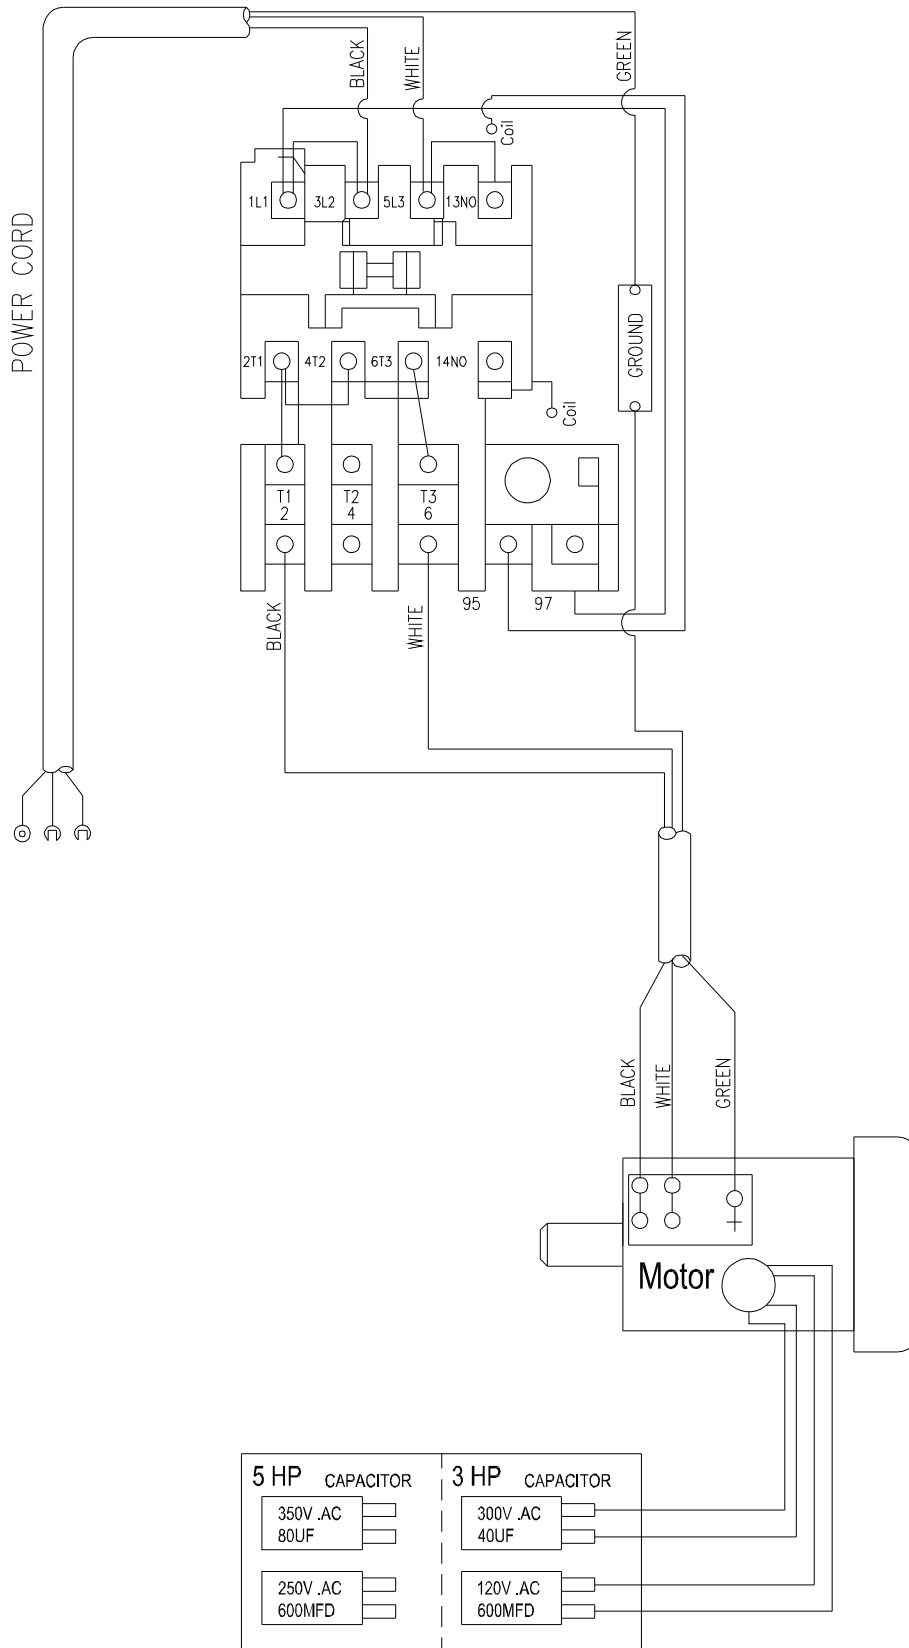 BLACK
WHITE
GREEN
Coil
POWER CORD
1L1
3L2
5L3
13NO
GROUND
2T1
4T2
6T3
14NO
Coil
T1
2
T2
4
T3
6
95
97
BLACK
WHITE
BLACK
WHITE
GREEN
Motor
5 HP CAPACITOR
350V .AC
80UF
250V .AC
600MFD
3 HP CAPACITOR
300V .AC
40UF
120V .AC
600MFD